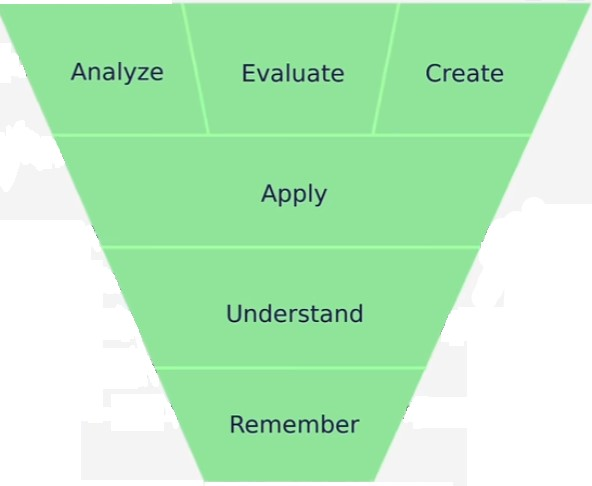 Analyze Evaluate Create
Apply
Understand
Remember